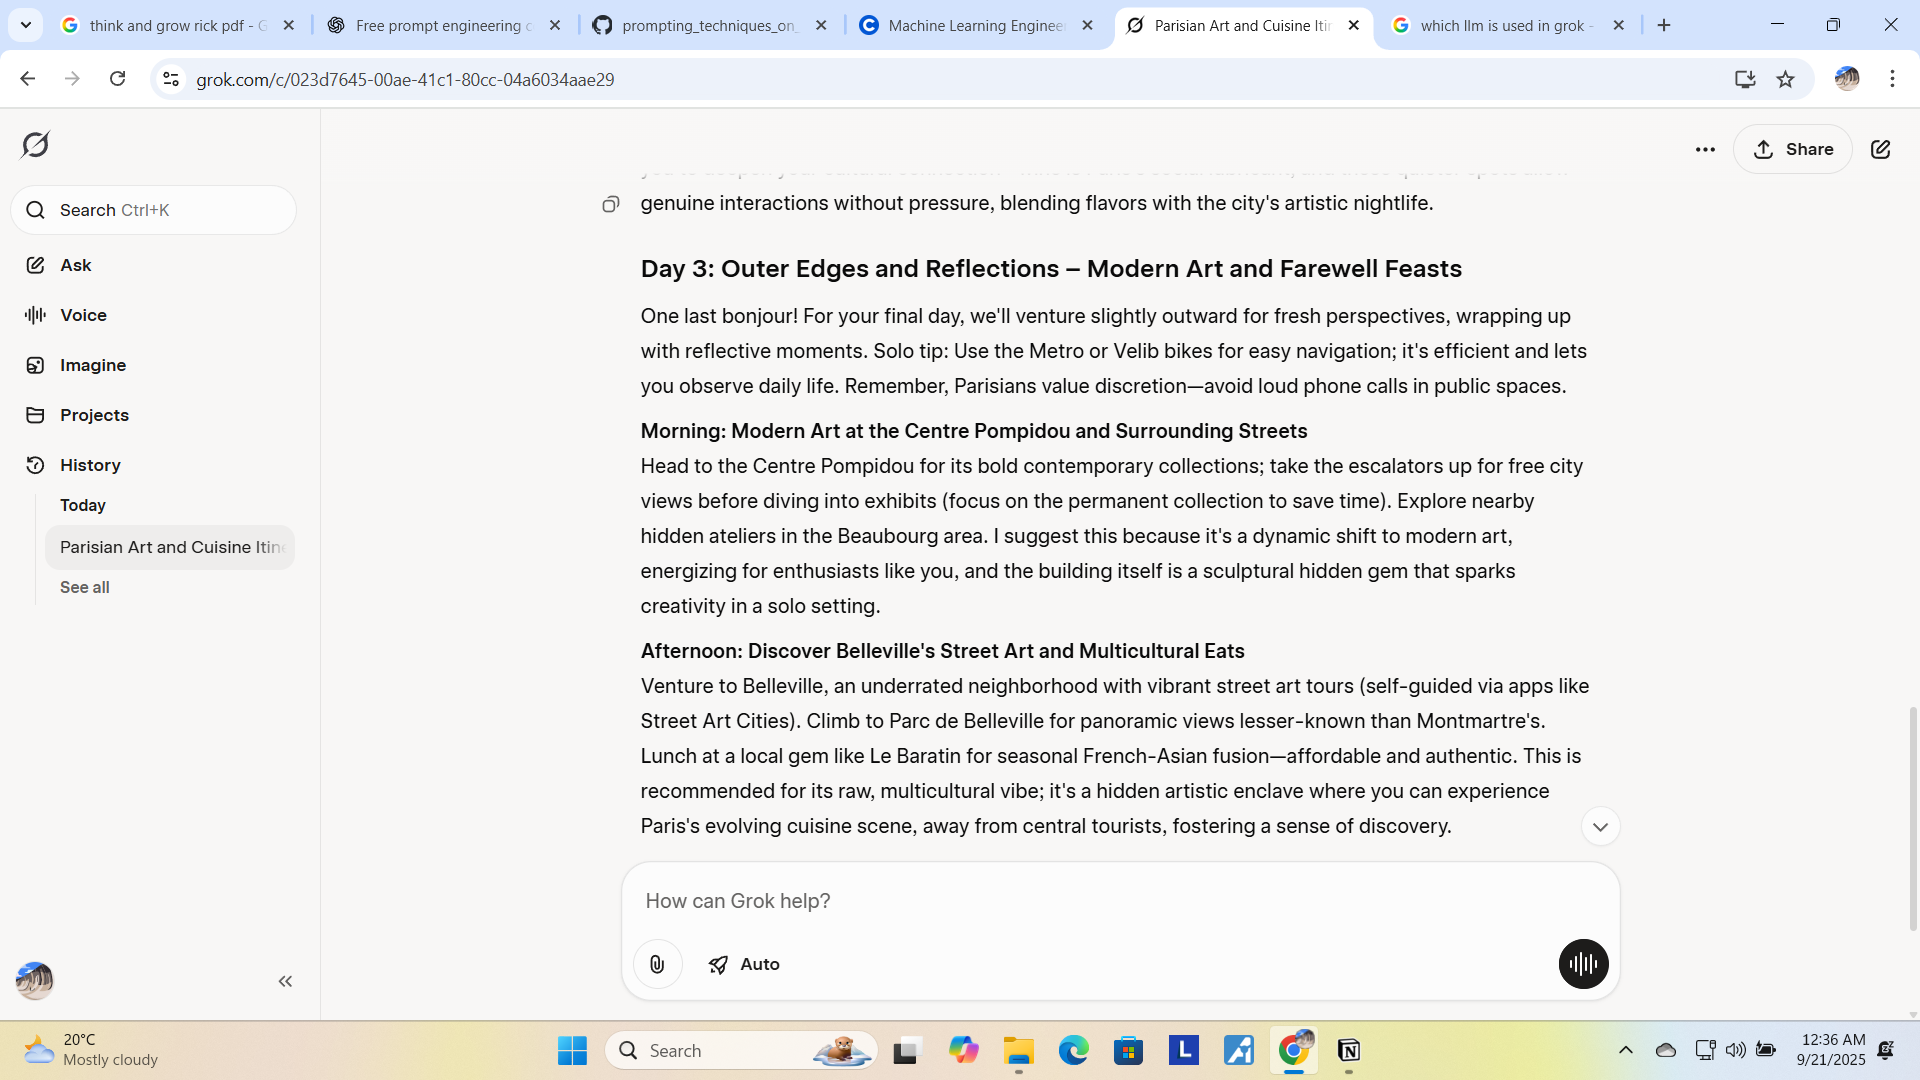 think and grow rick pdf - G
Free prompt engineering c
prompting_techniques_on_
Machine Learning Enginee
Parisian Art and Cuisine Itin
which llm is used in grok -
grok.com/c/023d7645-00ae-41c1-80cc-04a6034aae29
Share
Search Ctrl+K
Ask
Voice
Imagine
Projects
History
Today
Parisian Art and Cuisine Itine
See all
genuine interactions without pressure, blending flavors with the city's artistic nightlife.
Day 3: Outer Edges and Reflections – Modern Art and Farewell Feasts
One last bonjour! For your final day, we'll venture slightly outward for fresh perspectives, wrapping up
with reflective moments. Solo tip: Use the Metro or Velib bikes for easy navigation; it's efficient and lets
you observe daily life. Remember, Parisians value discretion—avoid loud phone calls in public spaces.
Morning: Modern Art at the Centre Pompidou and Surrounding Streets
Head to the Centre Pompidou for its bold contemporary collections; take the escalators up for free city
views before diving into exhibits (focus on the permanent collection to save time). Explore nearby
hidden ateliers in the Beaubourg area. I suggest this because it's a dynamic shift to modern art,
energizing for enthusiasts like you, and the building itself is a sculptural hidden gem that sparks
creativity in a solo setting.
Afternoon: Discover Belleville's Street Art and Multicultural Eats
Venture to Belleville, an underrated neighborhood with vibrant street art tours (self-guided via apps like
Street Art Cities). Climb to Parc de Belleville for panoramic views lesser-known than Montmartre's.
Lunch at a local gem like Le Baratin for seasonal French-Asian fusion—affordable and authentic. This is
recommended for its raw, multicultural vibe; it's a hidden artistic enclave where you can experience
Paris's evolving cuisine scene, away from central tourists, fostering a sense of discovery.
How can Grok help?
Auto
20°C
Mostly cloudy
Search
12:36 AM
9/21/2025